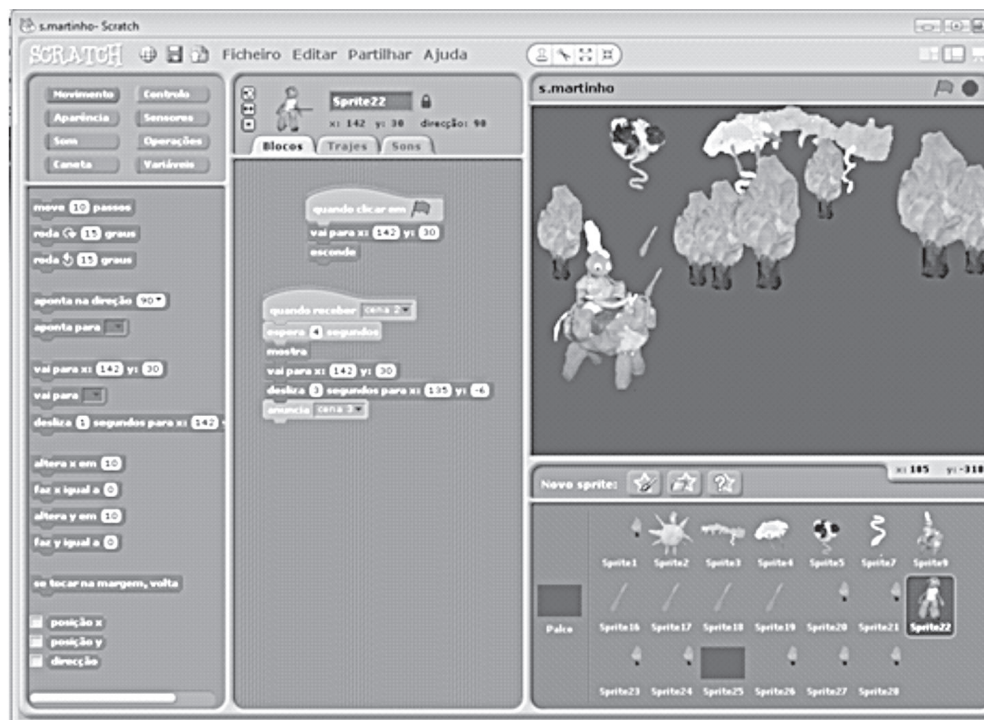 s.martinho- Scratch
SCRATCH Ficheiro Editar Partilhar Ajuda
Movimento Controlo
Aparência Sensores
Som Operações
Caneta Variáveis
move 10 passos
roda 15 graus
roda 15 graus
aponta na direção 90
aponta para
vai para x: 142 y: 30
vai para
desliza 1 segundos para x: 142
altera x em 10
faz x igual a 0
altera y em 10
faz y igual a 0
se tocar na margem, volta
posição x
posição y
direcção
Sprite22
x: 142 y: 30 direcção: 90
Blocos Trajes Sons
quando clicar em
vai para x: 142 y: 30
esconde
quando receber cena 2
espera 4 segundos
mostra
vai para x: 142 y: 30
desliza 3 segundos para x: 135 y: -6
anuncia cena 3
s.martinho
x: 185 y: -318
Novo sprite:
Palco
Sprite1 Sprite2 Sprite3 Sprite4 Sprite5 Sprite7 Sprite9
Sprite16 Sprite17 Sprite18 Sprite19 Sprite20 Sprite21 Sprite22
Sprite23 Sprite24 Sprite25 Sprite26 Sprite27 Sprite28